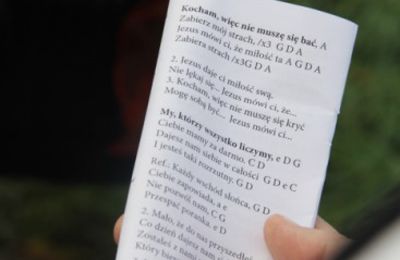 Kocham, więc nie muszę się bać, A
Zabierz mój strach, /x3 G D A
Jezus mówi ci, że miłość ta A G D A
Zabiera strach /x3G D A
2. Jezus daje ci miłość swą,
Nie lękaj się... Jezus mówi ci, że...
3. Kocham, więc nie muszę się kryć
Mogę sobą być... Jezus mówi ci...
My, którzy wszystko liczymy, e D G
Ciebie mamy za darmo, C D
Dajesz nam siebie w całości G D e C
I jesteś taki rozrzutny. G D
Ref.: Każdy wschód słońca, G D
Ciebie zapowiada, a e
Nie pozwól nam, C G
Przespać poranka. e D
2. Mało, że do nas przyszedłeś
Co dzień dajesz nam
Zostałeś z nami
Który